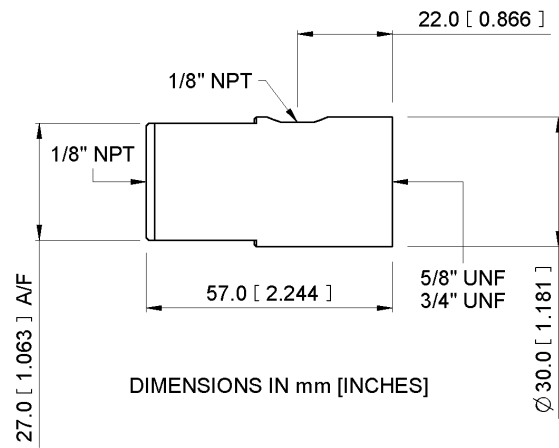 22.0 [ 0.866 ]
1/8" NPT
1/8" NPT
5/8" UNF
3/4" UNF
57.0 [ 2.244 ]
27.0 [ 1.063 ] A/F
Ø 30.0 [ 1.181 ]
DIMENSIONS IN mm [INCHES]